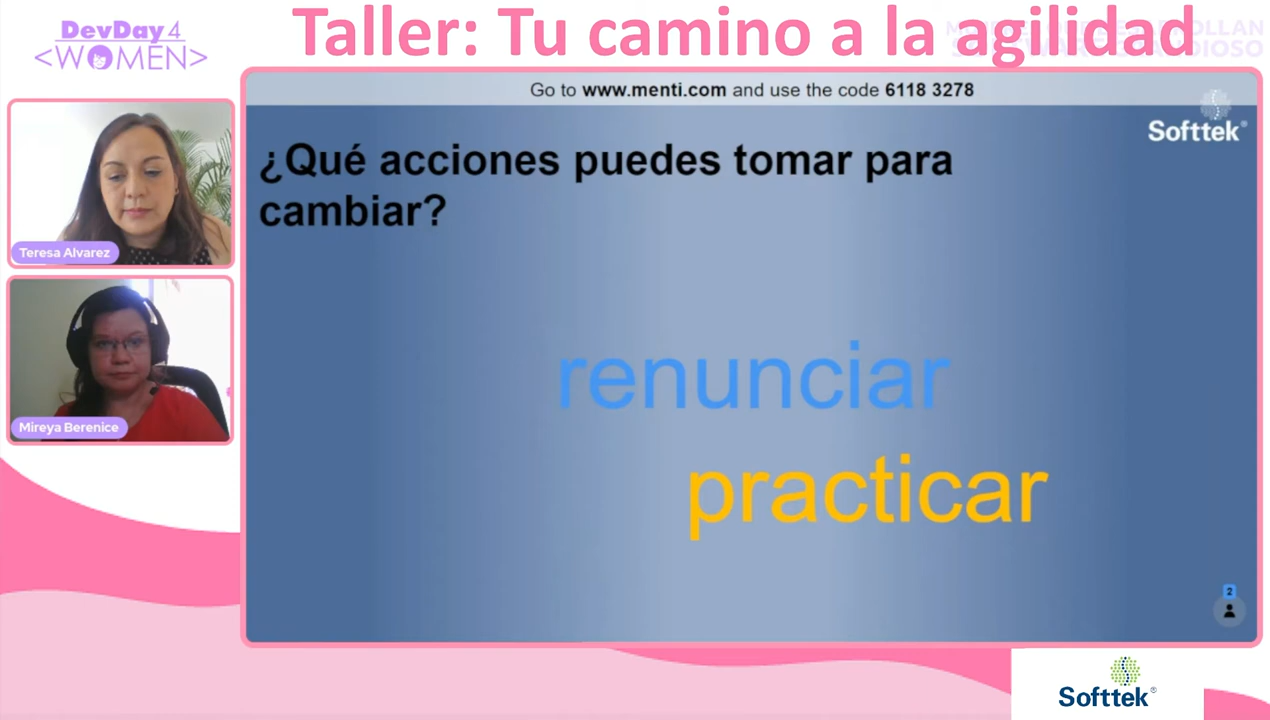 DevDay4
<WOMEN>
Taller: Tu camino a la agilidad
Go to www.menti.com and use the code 6118 3278
Softtek
¿Qué acciones puedes tomar para
cambiar?
Teresa Alvarez
renunciar
Mireya Berenice
practicar
2
Softtek